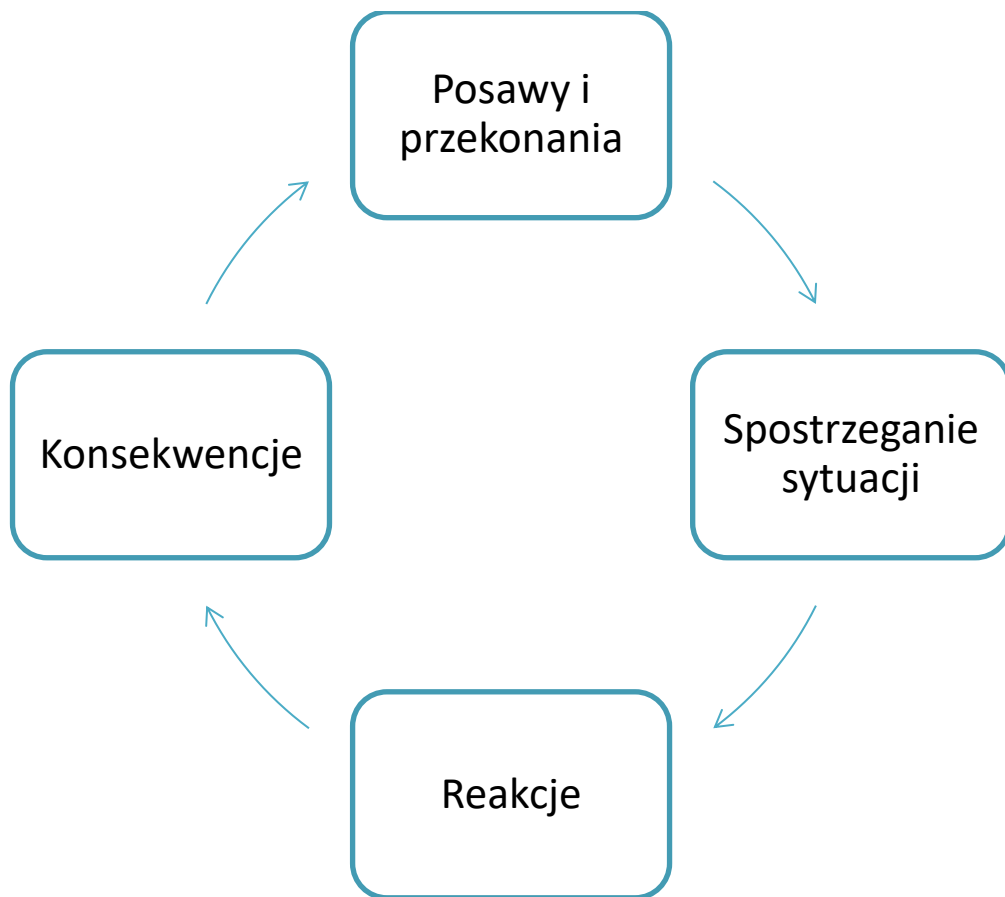 Posawy i
przekonania
Spostrzeganie
sytuacji
Reakcje
Konsekwencje